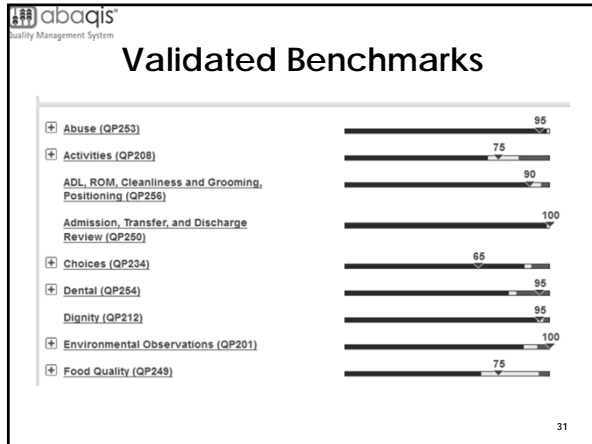 abaqis
Quality Management System
Validated Benchmarks
Abuse (QP253) 95
Activities (QP208) 75
ADL, ROM, Cleanliness and Grooming, 90
Positioning (QP256)
Admission, Transfer, and Discharge 100
Review (QP250)
Choices (QP234) 65
Dental (QP254) 95
Dignity (QP212) 95
Environmental Observations (QP201) 100
Food Quality (QP249) 75
31